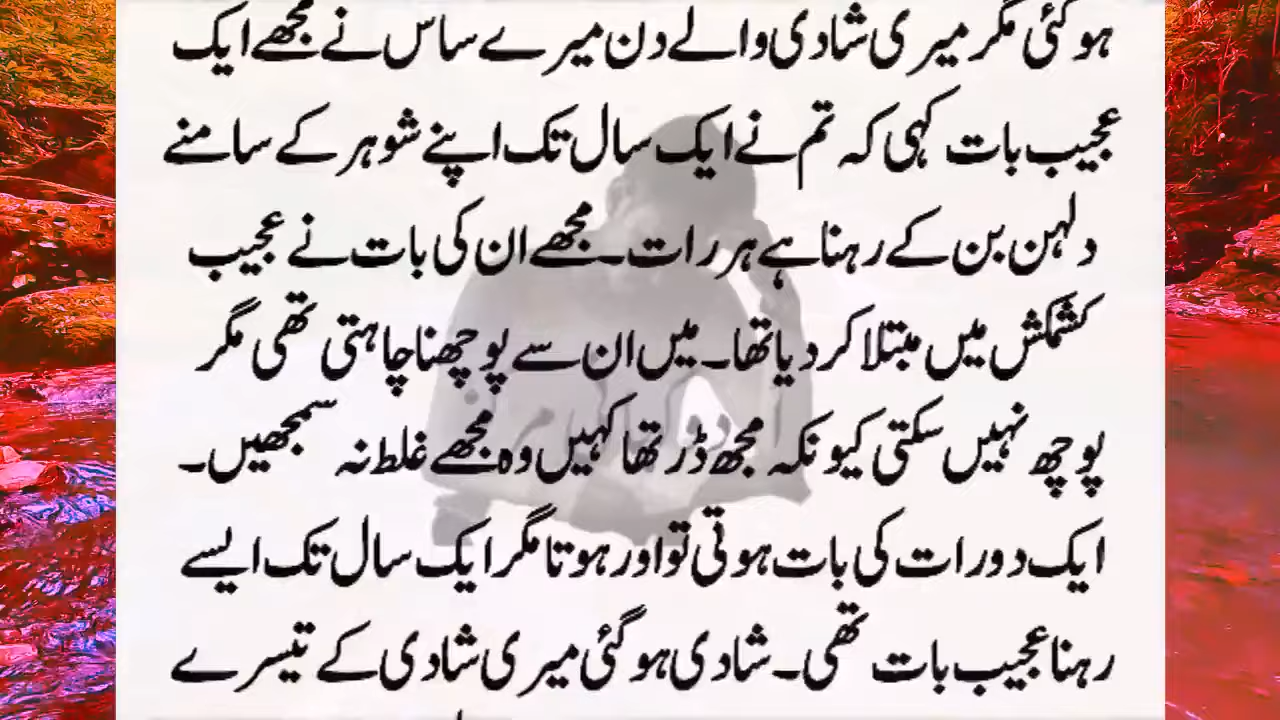 ہو گئی مگر میری شادی والے دن میرے ساس نے مجھے ایک
عجیب بات کہی کہ تم نے ایک سال تک اپنے شوہر کے سامنے
دلہن بن کے رہنا ہے ہر رات۔ مجھے ان کی بات نے عجیب
کشمکش میں مبتلا کر دیا تھا۔ میں ان سے پوچھنا چاہتی تھی مگر
پوچھ نہیں سکتی کیونکہ مجھ ڈر تھا کہیں وہ مجھے غلط نہ سمجھیں۔
ایک دو رات کی بات ہوتی تو اور ہوتا مگر ایک سال تک ایسے
رہنا عجیب بات تھی۔ شادی ہو گئی میری شادی کے تیسرے